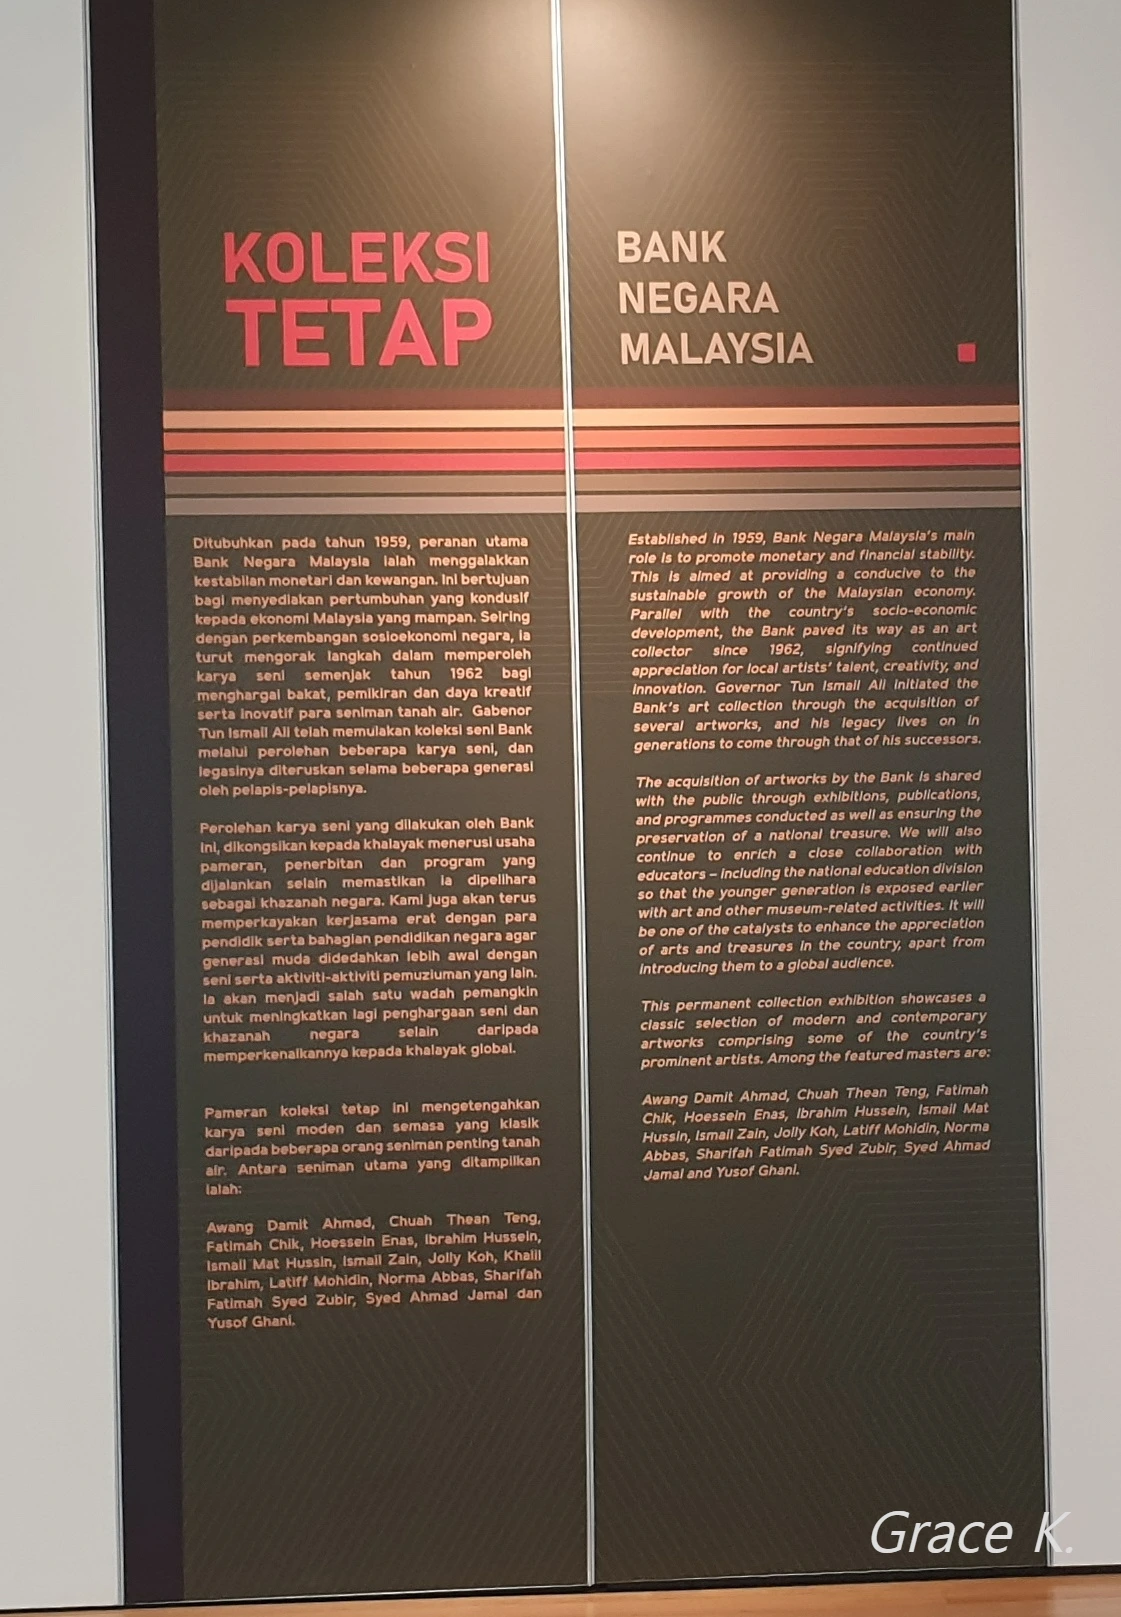 KOLEKSI
TETAP
BANK
NEGARA
MALAYSIA
Ditubuhkan pada tahun 1959, peranan utama
Bank Negara Malaysia ialah menggalakkan
kestabilan monetari dan kewangan. Ini bertujuan
bagi menyediakan pertumbuhan yang kondusif
kepada ekonomi Malaysia yang mampan. Seiring
dengan perkembangan sosioekonomi negara, ia
turut mengorak langkah dalam memperoleh
karya seni semenjak tahun 1962 bagi
menghargai bakat, pemikiran dan daya kreatif
serta inovatif para seniman tanah air. Gabenor
Tun Ismail Ali telah memulakan koleksi seni Bank
melalui perolehan beberapa karya seni, dan
legasinya diteruskan selama beberapa generasi
oleh pelapis-pelapisnya.
Perolehan karya seni yang dilakukan oleh Bank
ini, dikongsikan kepada khalayak menerusi usaha
pameran, penerbitan dan program yang
dijalankan selain memastikan ia dipelihara
sebagai khazanah negara. Kami juga akan terus
memperkayakan kerjasama erat dengan para
pendidik serta bahagian pendidikan negara agar
generasi muda didedahkan lebih awal dengan
seni serta aktiviti-aktiviti pemuziuman yang lain.
Ia akan menjadi salah satu wadah pemangkin
untuk meningkatkan lagi penghargaan seni dan
khazanah negara selain daripada
memperkenalkannya kepada khalayak global.
Pameran koleksi tetap ini mengetengahkan
karya seni moden dan semasa yang klasik
daripada beberapa orang seniman penting tanah
air. Antara seniman utama yang ditampilkan
ialah:
Awang Damit Ahmad, Chuah Thean Teng,
Fatimah Chik, Hoessein Enas, Ibrahim Hussein,
Ismail Mat Hussin, Ismail Zain, Jolly Koh, Khalil
Ibrahim, Latiff Mohidin, Norma Abbas, Sharifah
Fatimah Syed Zubir, Syed Ahmad Jamal dan
Yusof Ghani.
Established in 1959, Bank Negara Malaysia's main
role is to promote monetary and financial stability.
This is aimed at providing a conducive to the
sustainable growth of the Malaysian economy.
Parallel with the country's socio-economic
development, the Bank paved its way as an art
collector since 1962, signifying continued
appreciation for local artists' talent, creativity, and
innovation. Governor Tun Ismail Ali initiated the
Bank's art collection through the acquisition of
several artworks, and his legacy lives on in
generations to come through that of his successors.
The acquisition of artworks by the Bank is shared
with the public through exhibitions, publications,
and programmes conducted as well as ensuring the
preservation of a national treasure. We will also
continue to enrich a close collaboration with
educators – including the national education division
so that the younger generation is exposed earlier
with art and other museum-related activities. It will
be one of the catalysts to enhance the appreciation
of arts and treasures in the country, apart from
introducing them to a global audience.
This permanent collection exhibition showcases a
classic selection of modern and contemporary
artworks comprising some of the country's
prominent artists. Among the featured masters are:
Awang Damit Ahmad, Chuah Thean Teng, Fatimah
Chik, Hoessein Enas, Ibrahim Hussein, Ismail Mat
Hussin, Ismail Zain, Jolly Koh, Latiff Mohidin, Norma
Abbas, Sharifah Fatimah Syed Zubir, Syed Ahmad
Jamal and Yusof Ghani.
Grace K.